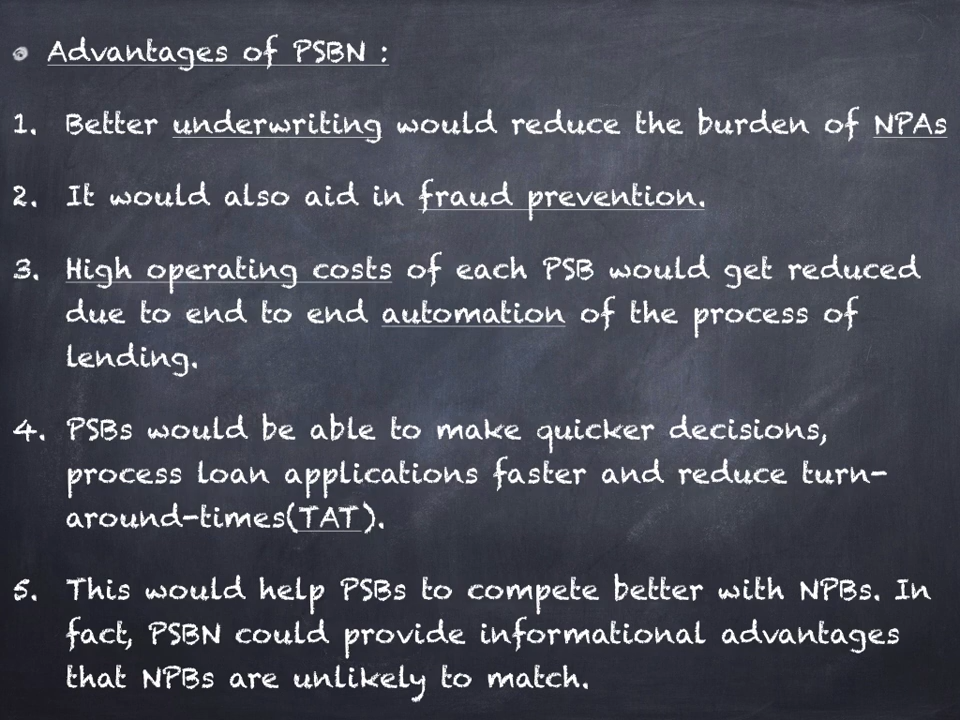 Advantages of PSBN :
1. Better underwriting would reduce the burden of NPAs
2. It would also aid in fraud prevention.
3. High operating costs of each PSB would get reduced
due to end to end automation of the process of
lending.
4. PSBs would be able to make quicker decisions,
process loan applications faster and reduce turn-
around-times(TAT).
5. This would help PSBs to compete better with NPBs. In
fact, PSBN could provide informational advantages
that NPBs are unlikely to match.